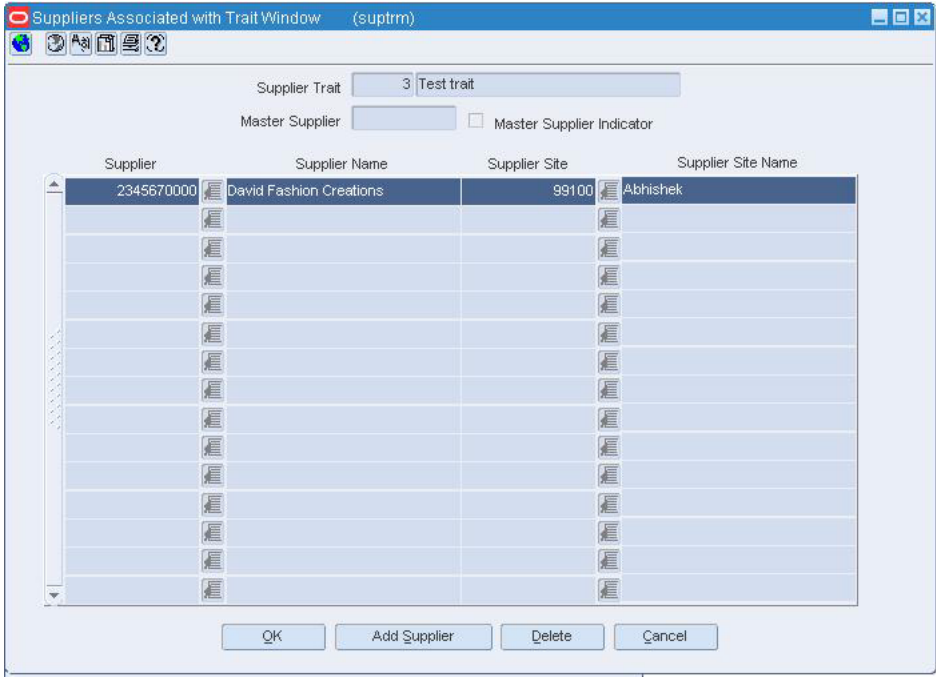 Suppliers Associated with Trait Window (suptrm)
Supplier Trait 3 Test trait
Master Supplier Master Supplier Indicator
Supplier Supplier Name Supplier Site Supplier Site Name
2345670000 David Fashion Creations 99100 Abhishek
OK Add Supplier Delete Cancel